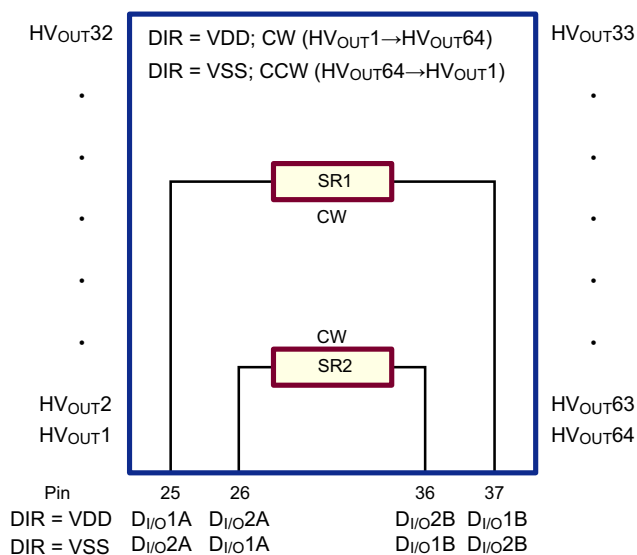 HVOUT32
DIR = VDD; CW (HVOUT1→HVOUT64)
HVOUT33
DIR = VSS; CCW (HVOUT64→HVOUT1)
SR1
CW
CW
SR2
HVOUT2
HVOUT63
HVOUT1
HVOUT64
Pin 25 26 36 37
DIR = VDD DI/O1A DI/O2A DI/O2B DI/O1B
DIR = VSS DI/O2A DI/O1A DI/O1B DI/O2B